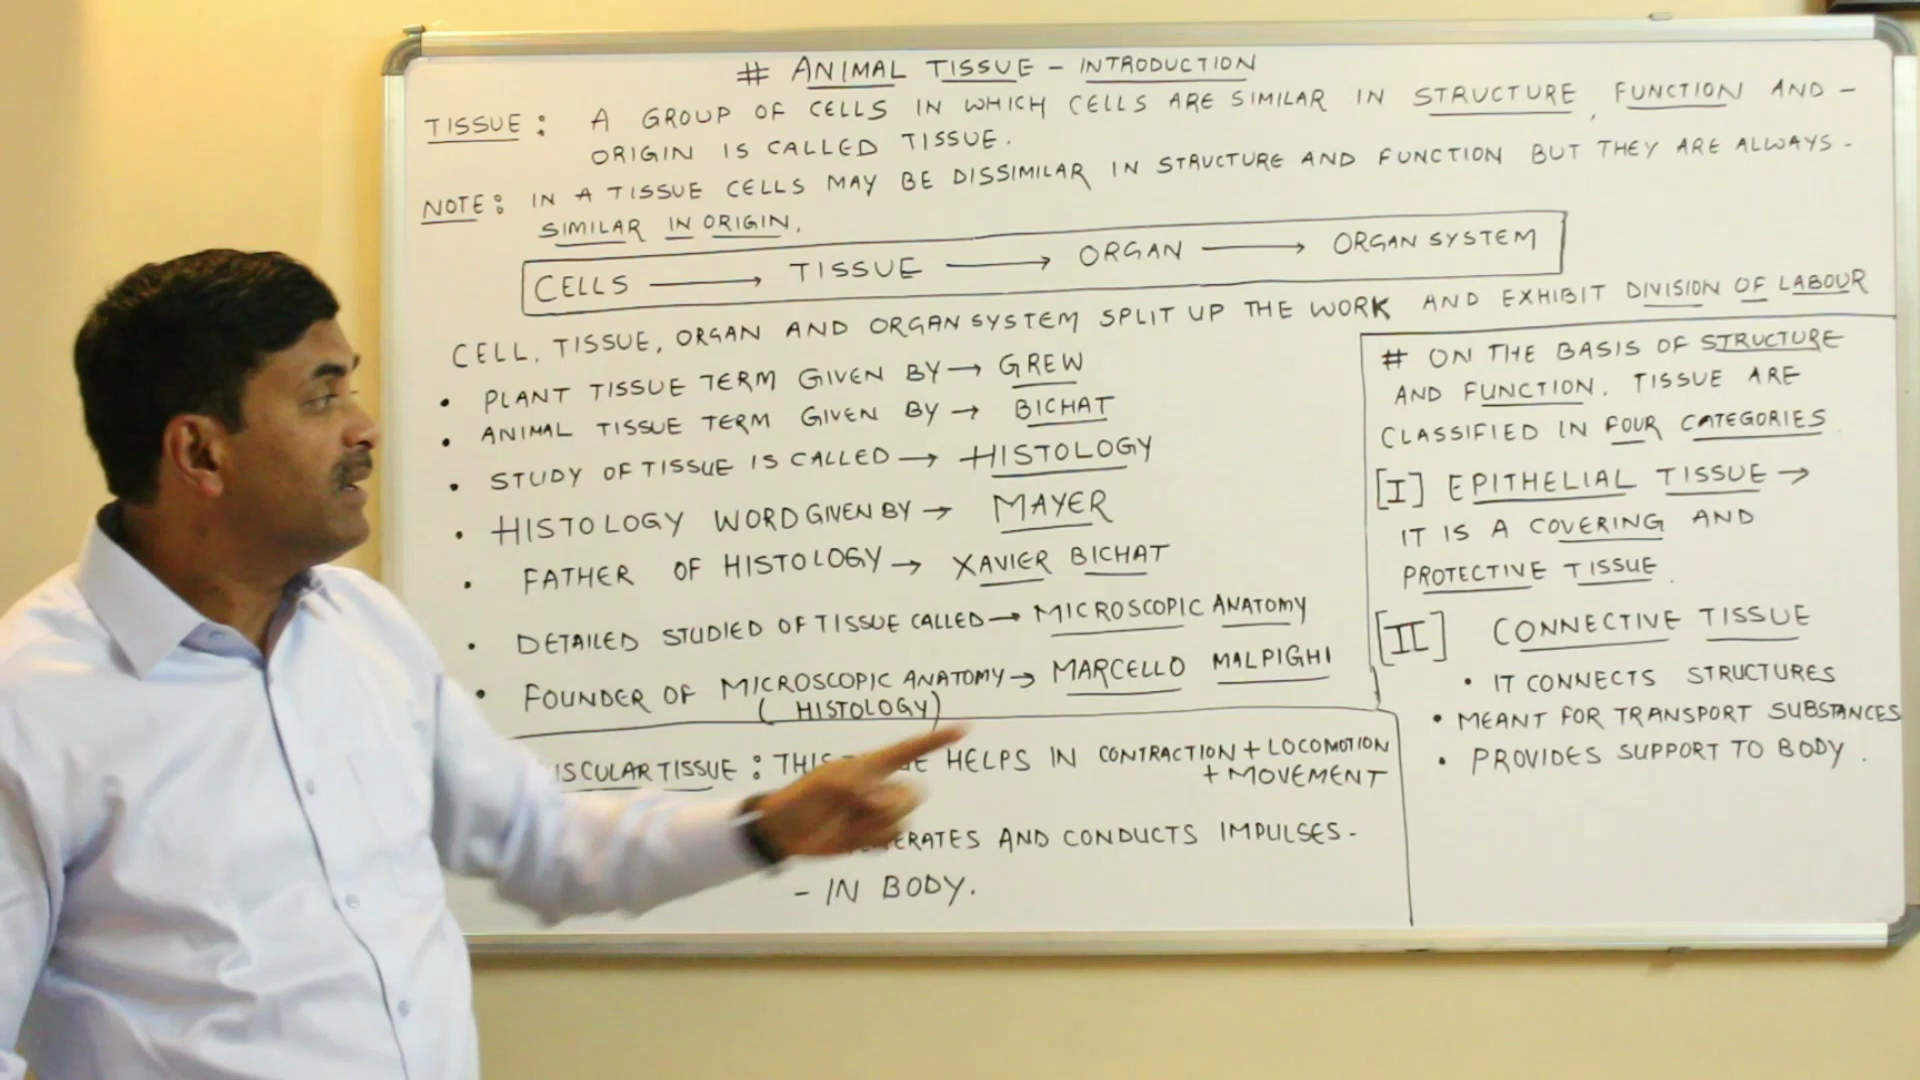 # ANIMAL TISSUE – INTRODUCTION
TISSUE : A GROUP OF CELLS IN WHICH CELLS ARE SIMILAR IN STRUCTURE, FUNCTION AND –
ORIGIN IS CALLED TISSUE.
NOTE : IN A TISSUE CELLS MAY BE DISSIMILAR IN STRUCTURE AND FUNCTION BUT THEY ARE ALWAYS -
SIMILAR IN ORIGIN.
CELLS → TISSUE → ORGAN → ORGAN SYSTEM
CELL, TISSUE, ORGAN AND ORGAN SYSTEM SPLIT UP THE WORK AND EXHIBIT DIVISION OF LABOUR
• PLANT TISSUE TERM GIVEN BY → GREW
• ANIMAL TISSUE TERM GIVEN BY → BICHAT
• STUDY OF TISSUE IS CALLED → HISTOLOGY
• HISTOLOGY WORD GIVEN BY → MAYER
• FATHER OF HISTOLOGY → XAVIER BICHAT
• DETAILED STUDIED OF TISSUE CALLED → MICROSCOPIC ANATOMY
• FOUNDER OF MICROSCOPIC ANATOMY → MARCELLO MALPIGHI
(HISTOLOGY)
# ON THE BASIS OF STRUCTURE
AND FUNCTION. TISSUE ARE
CLASSIFIED IN FOUR CATEGORIES
[I] EPITHELIAL TISSUE →
IT IS A COVERING AND
PROTECTIVE TISSUE.
[II] CONNECTIVE TISSUE
• IT CONNECTS STRUCTURES
• MEANT FOR TRANSPORT SUBSTANCES
• PROVIDES SUPPORT TO BODY.
TISSUE : HELPS IN CONTRACTION + LOCOMOTION
+ MOVEMENT
AND CONDUCTS IMPULSES -
- IN BODY.